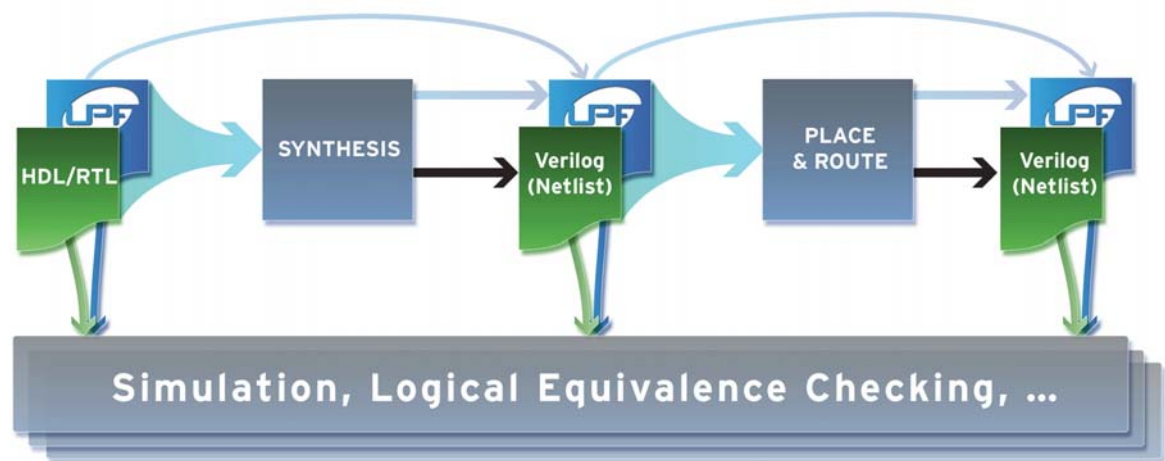 UPF
HDL/RTL
SYNTHESIS
UPF
Verilog
(Netlist)
PLACE
& ROUTE
UPF
Verilog
(Netlist)
Simulation, Logical Equivalence Checking, ...